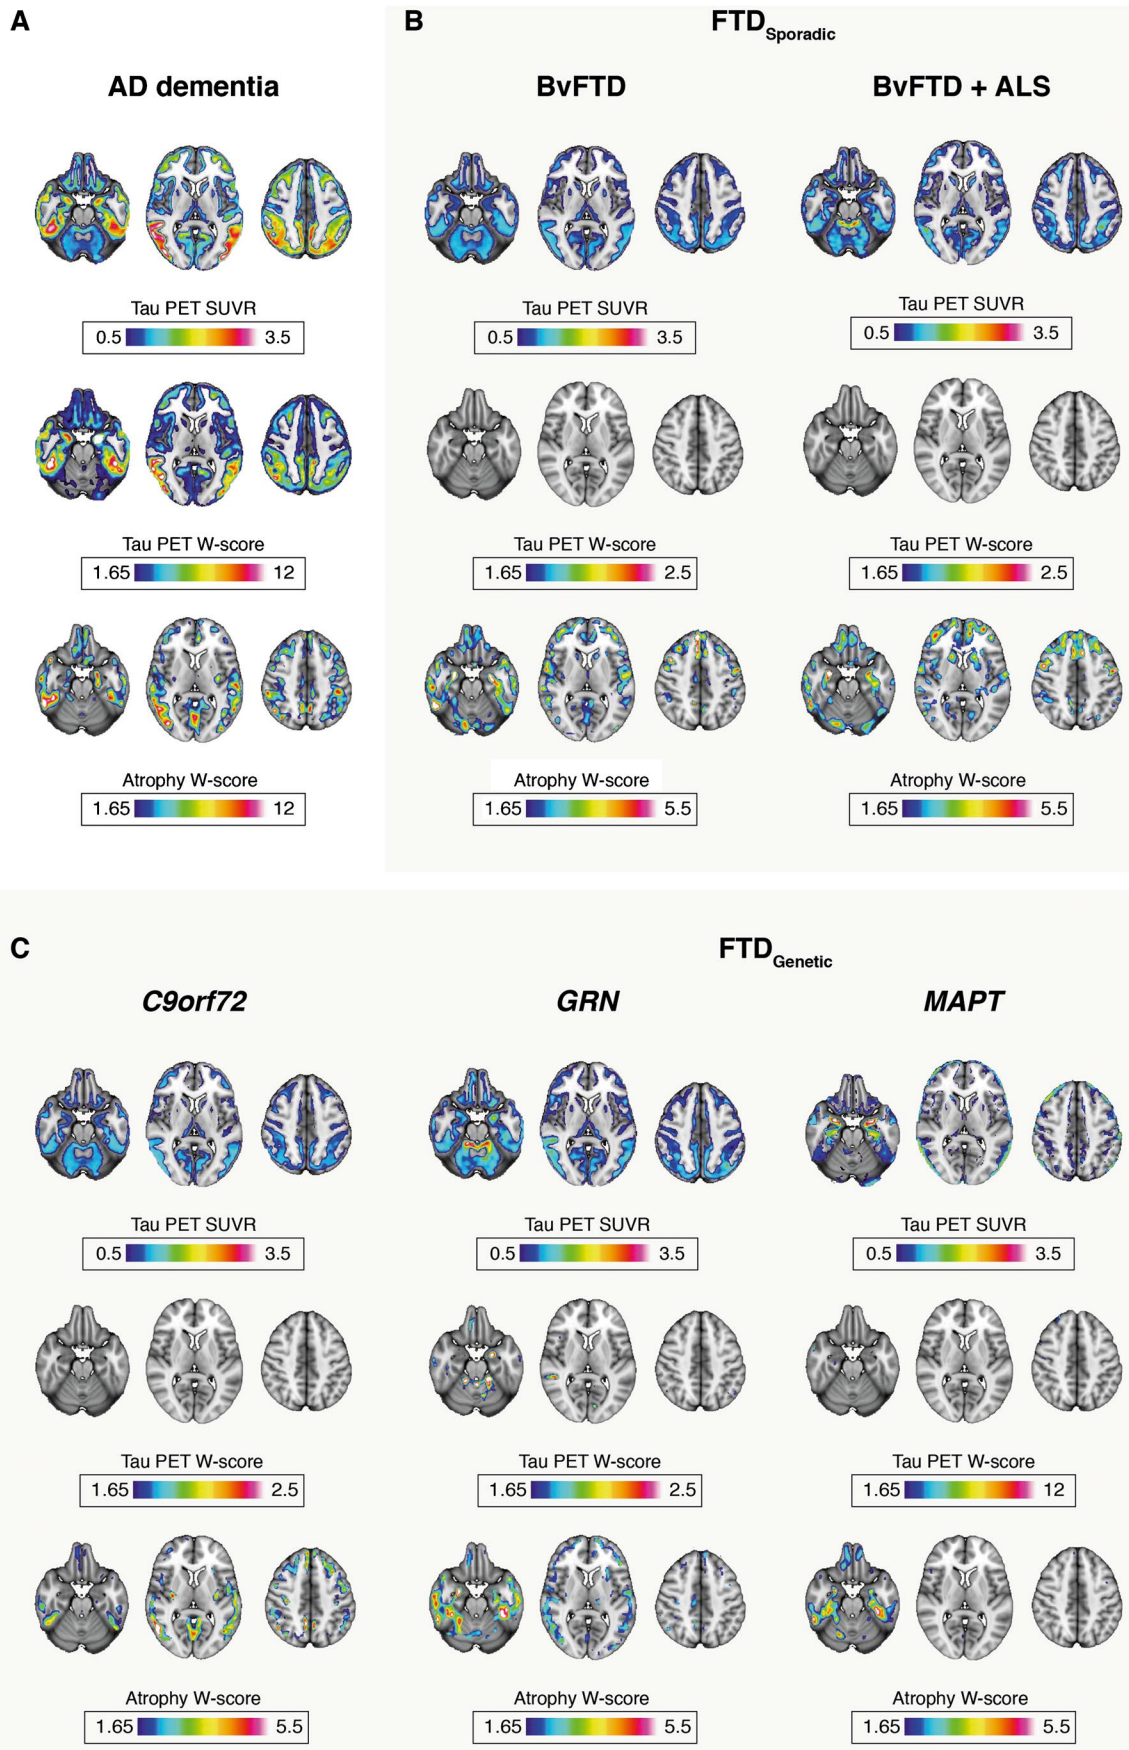 A
B
FTD Sporadic
AD dementia
BvFTD
BvFTD + ALS
Tau PET SUVR
0.5 3.5
Tau PET SUVR
0.5 3.5
Tau PET SUVR
0.5 3.5
Tau PET W-score
1.65 12
Tau PET W-score
1.65 2.5
Tau PET W-score
1.65 2.5
Atrophy W-score
1.65 12
Atrophy W-score
1.65 5.5
Atrophy W-score
1.65 5.5
C
FTD Genetic
C9orf72
GRN
MAPT
Tau PET SUVR
0.5 3.5
Tau PET SUVR
0.5 3.5
Tau PET SUVR
0.5 3.5
Tau PET W-score
1.65 2.5
Tau PET W-score
1.65 2.5
Tau PET W-score
1.65 12
Atrophy W-score
1.65 5.5
Atrophy W-score
1.65 5.5
Atrophy W-score
1.65 5.5